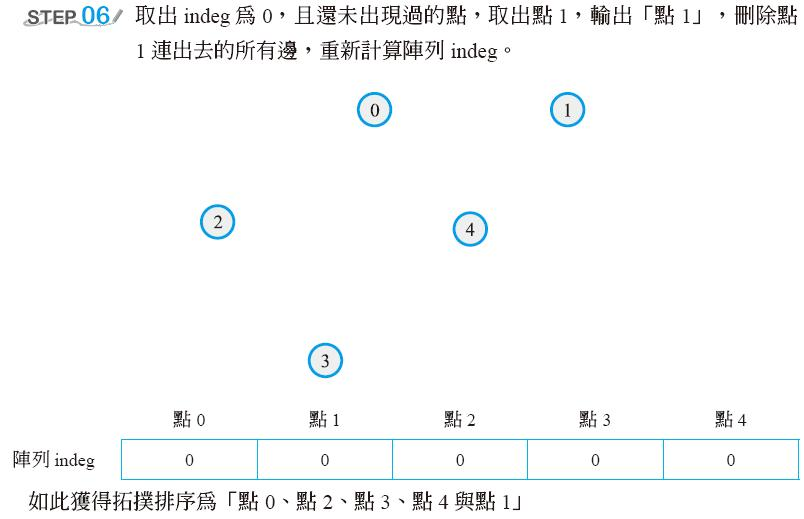 STEP 06 取出 indeg 為 0，且還未出現過的點，取出點 1，輸出「點 1」，刪除點
1 連出去的所有邊，重新計算陣列 indeg。
0 1
2 4
3
點 0 點 1 點 2 點 3 點 4
陣列 indeg 0 0 0 0 0
如此獲得拓撲排序為「點 0、點 2、點 3、點 4 與點 1」